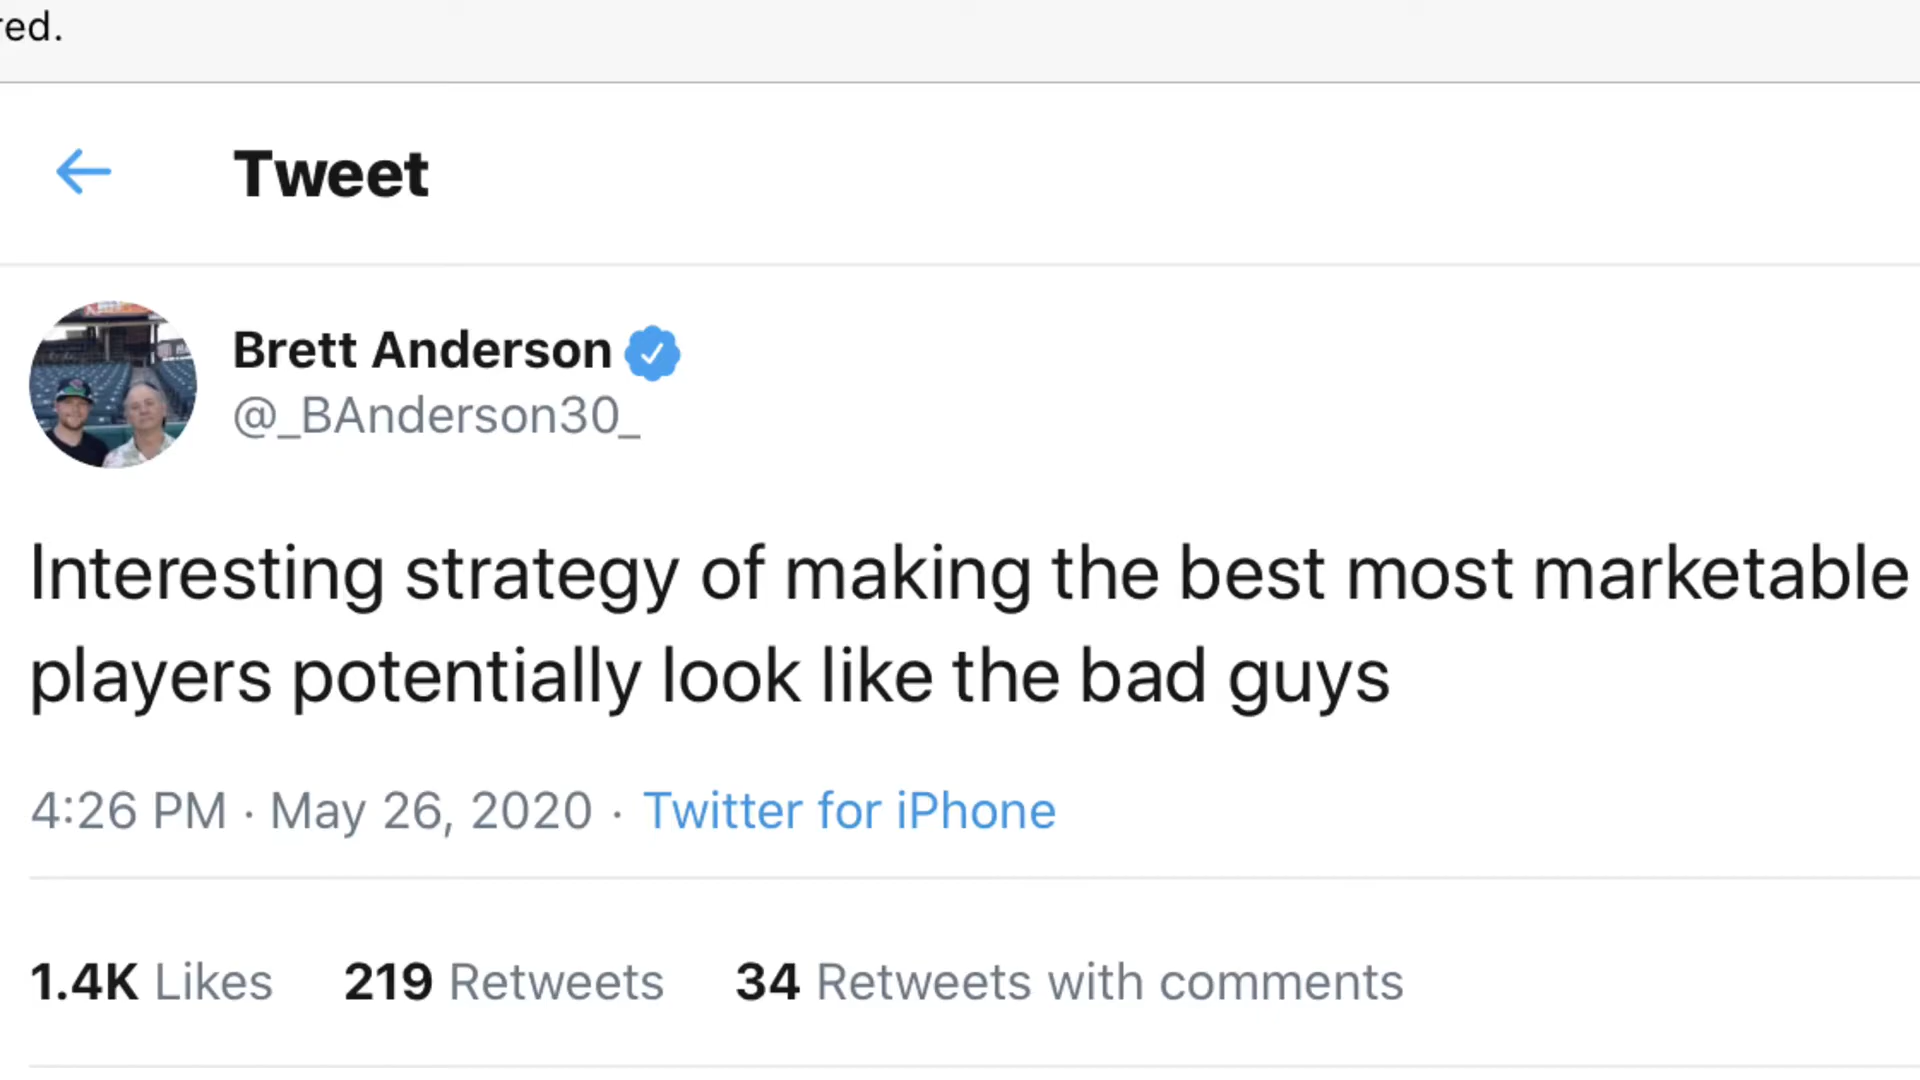 red.
Tweet
Brett Anderson
@_BAnderson30_
Interesting strategy of making the best most marketable
players potentially look like the bad guys
4:26 PM · May 26, 2020 · Twitter for iPhone
1.4K Likes 219 Retweets 34 Retweets with comments